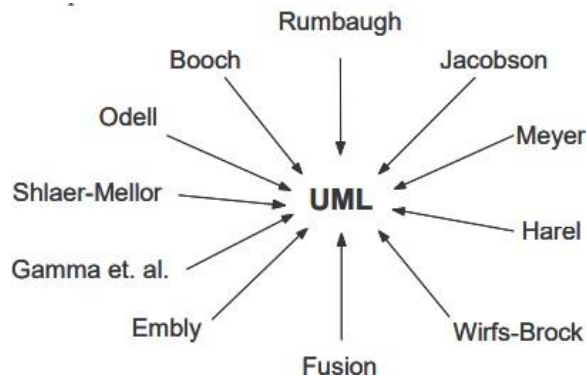 Rumbaugh
Booch
Jacobson
Odell
Meyer
Shlaer-Mellor
UML
Harel
Gamma et. al.
Embly
Wirfs-Brock
Fusion